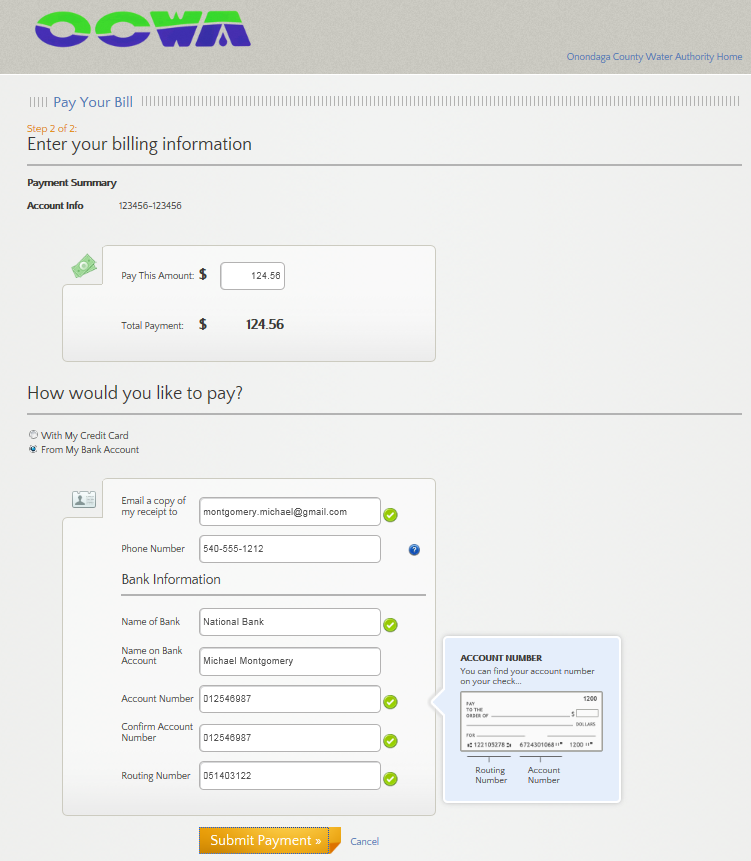 OCWA
Onondaga County Water Authority Home
Pay Your Bill
Step 2 of 2:
Enter your billing information
Payment Summary
Account Info 123456-123456
Pay This Amount: $ 124.56
Total Payment: $ 124.56
How would you like to pay?
With My Credit Card
From My Bank Account
Email a copy of
my receipt to montgomery.michael@gmail.com
Phone Number 540-555-1212 ?
Bank Information
Name of Bank National Bank
Name on Bank
Account Michael Montgomery
Account Number 012546987
Confirm Account
Number 012546987
Routing Number 051403122
ACCOUNT NUMBER
You can find your account number
on your check...
1200
PAY
TO THE
ORDER OF $
DOLLARS
FOR
122105278 6724301068 1200
Routing Account
Number Number
Submit Payment » Cancel